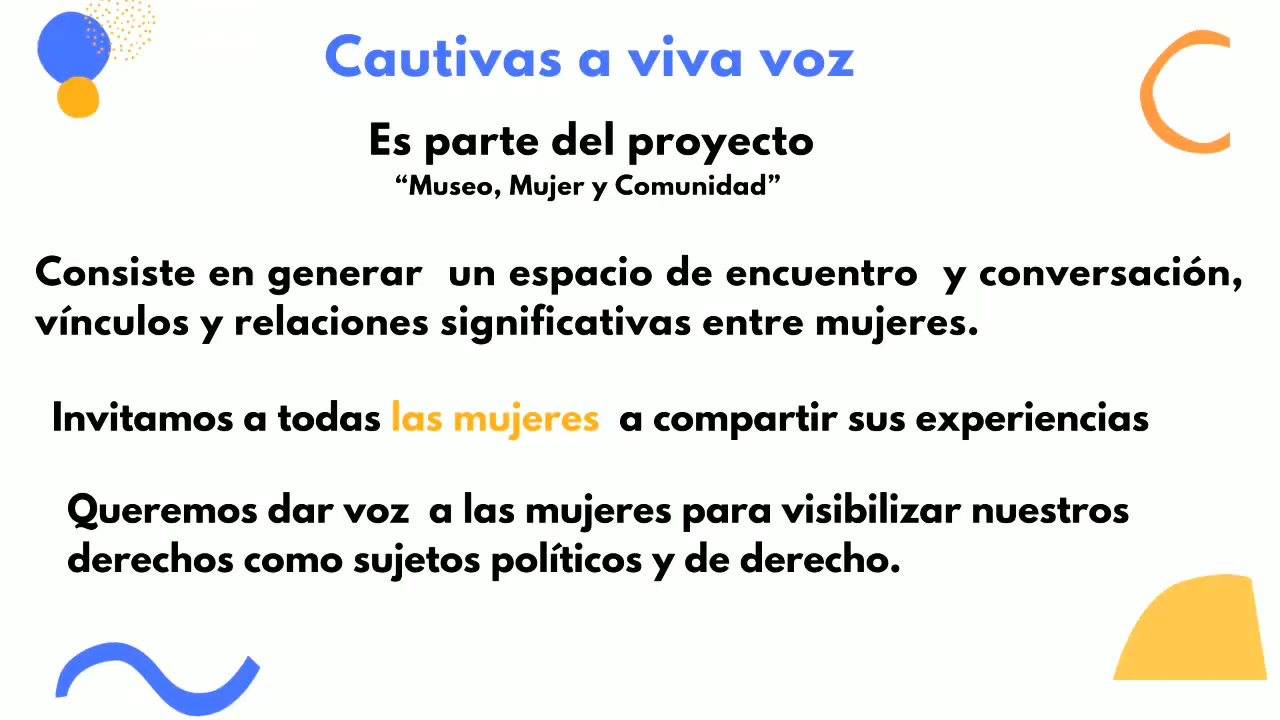 Cautivas a viva voz
Es parte del proyecto
“Museo, Mujer y Comunidad”
Consiste en generar un espacio de encuentro y conversación,
vínculos y relaciones significativas entre mujeres.
Invitamos a todas las mujeres a compartir sus experiencias
Queremos dar voz a las mujeres para visibilizar nuestros
derechos como sujetos políticos y de derecho.